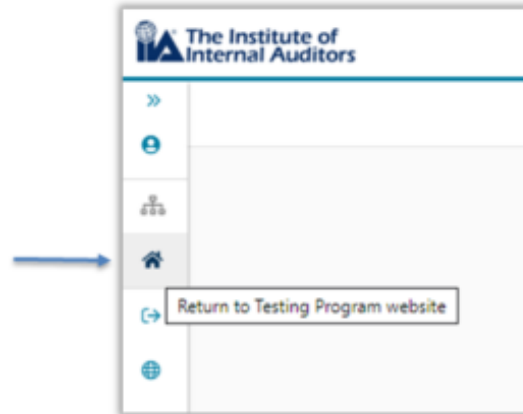 The Institute of
Internal Auditors
Return to Testing Program website